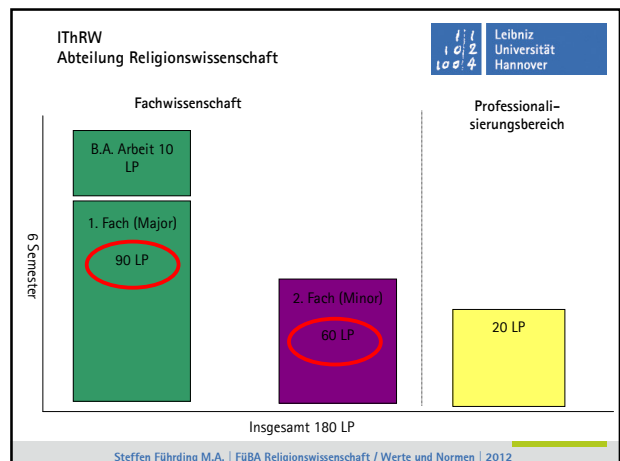 IThRW
Abteilung Religionswissenschaft
Leibniz
Universität
Hannover
Fachwissenschaft
Professionali-
sierungsbereich
B.A. Arbeit 10
LP
1. Fach (Major)
90 LP
2. Fach (Minor)
60 LP
20 LP
6 Semester
Insgesamt 180 LP
Steffen Führding M.A. | FüBA Religionswissenschaft / Werte und Normen | 2012